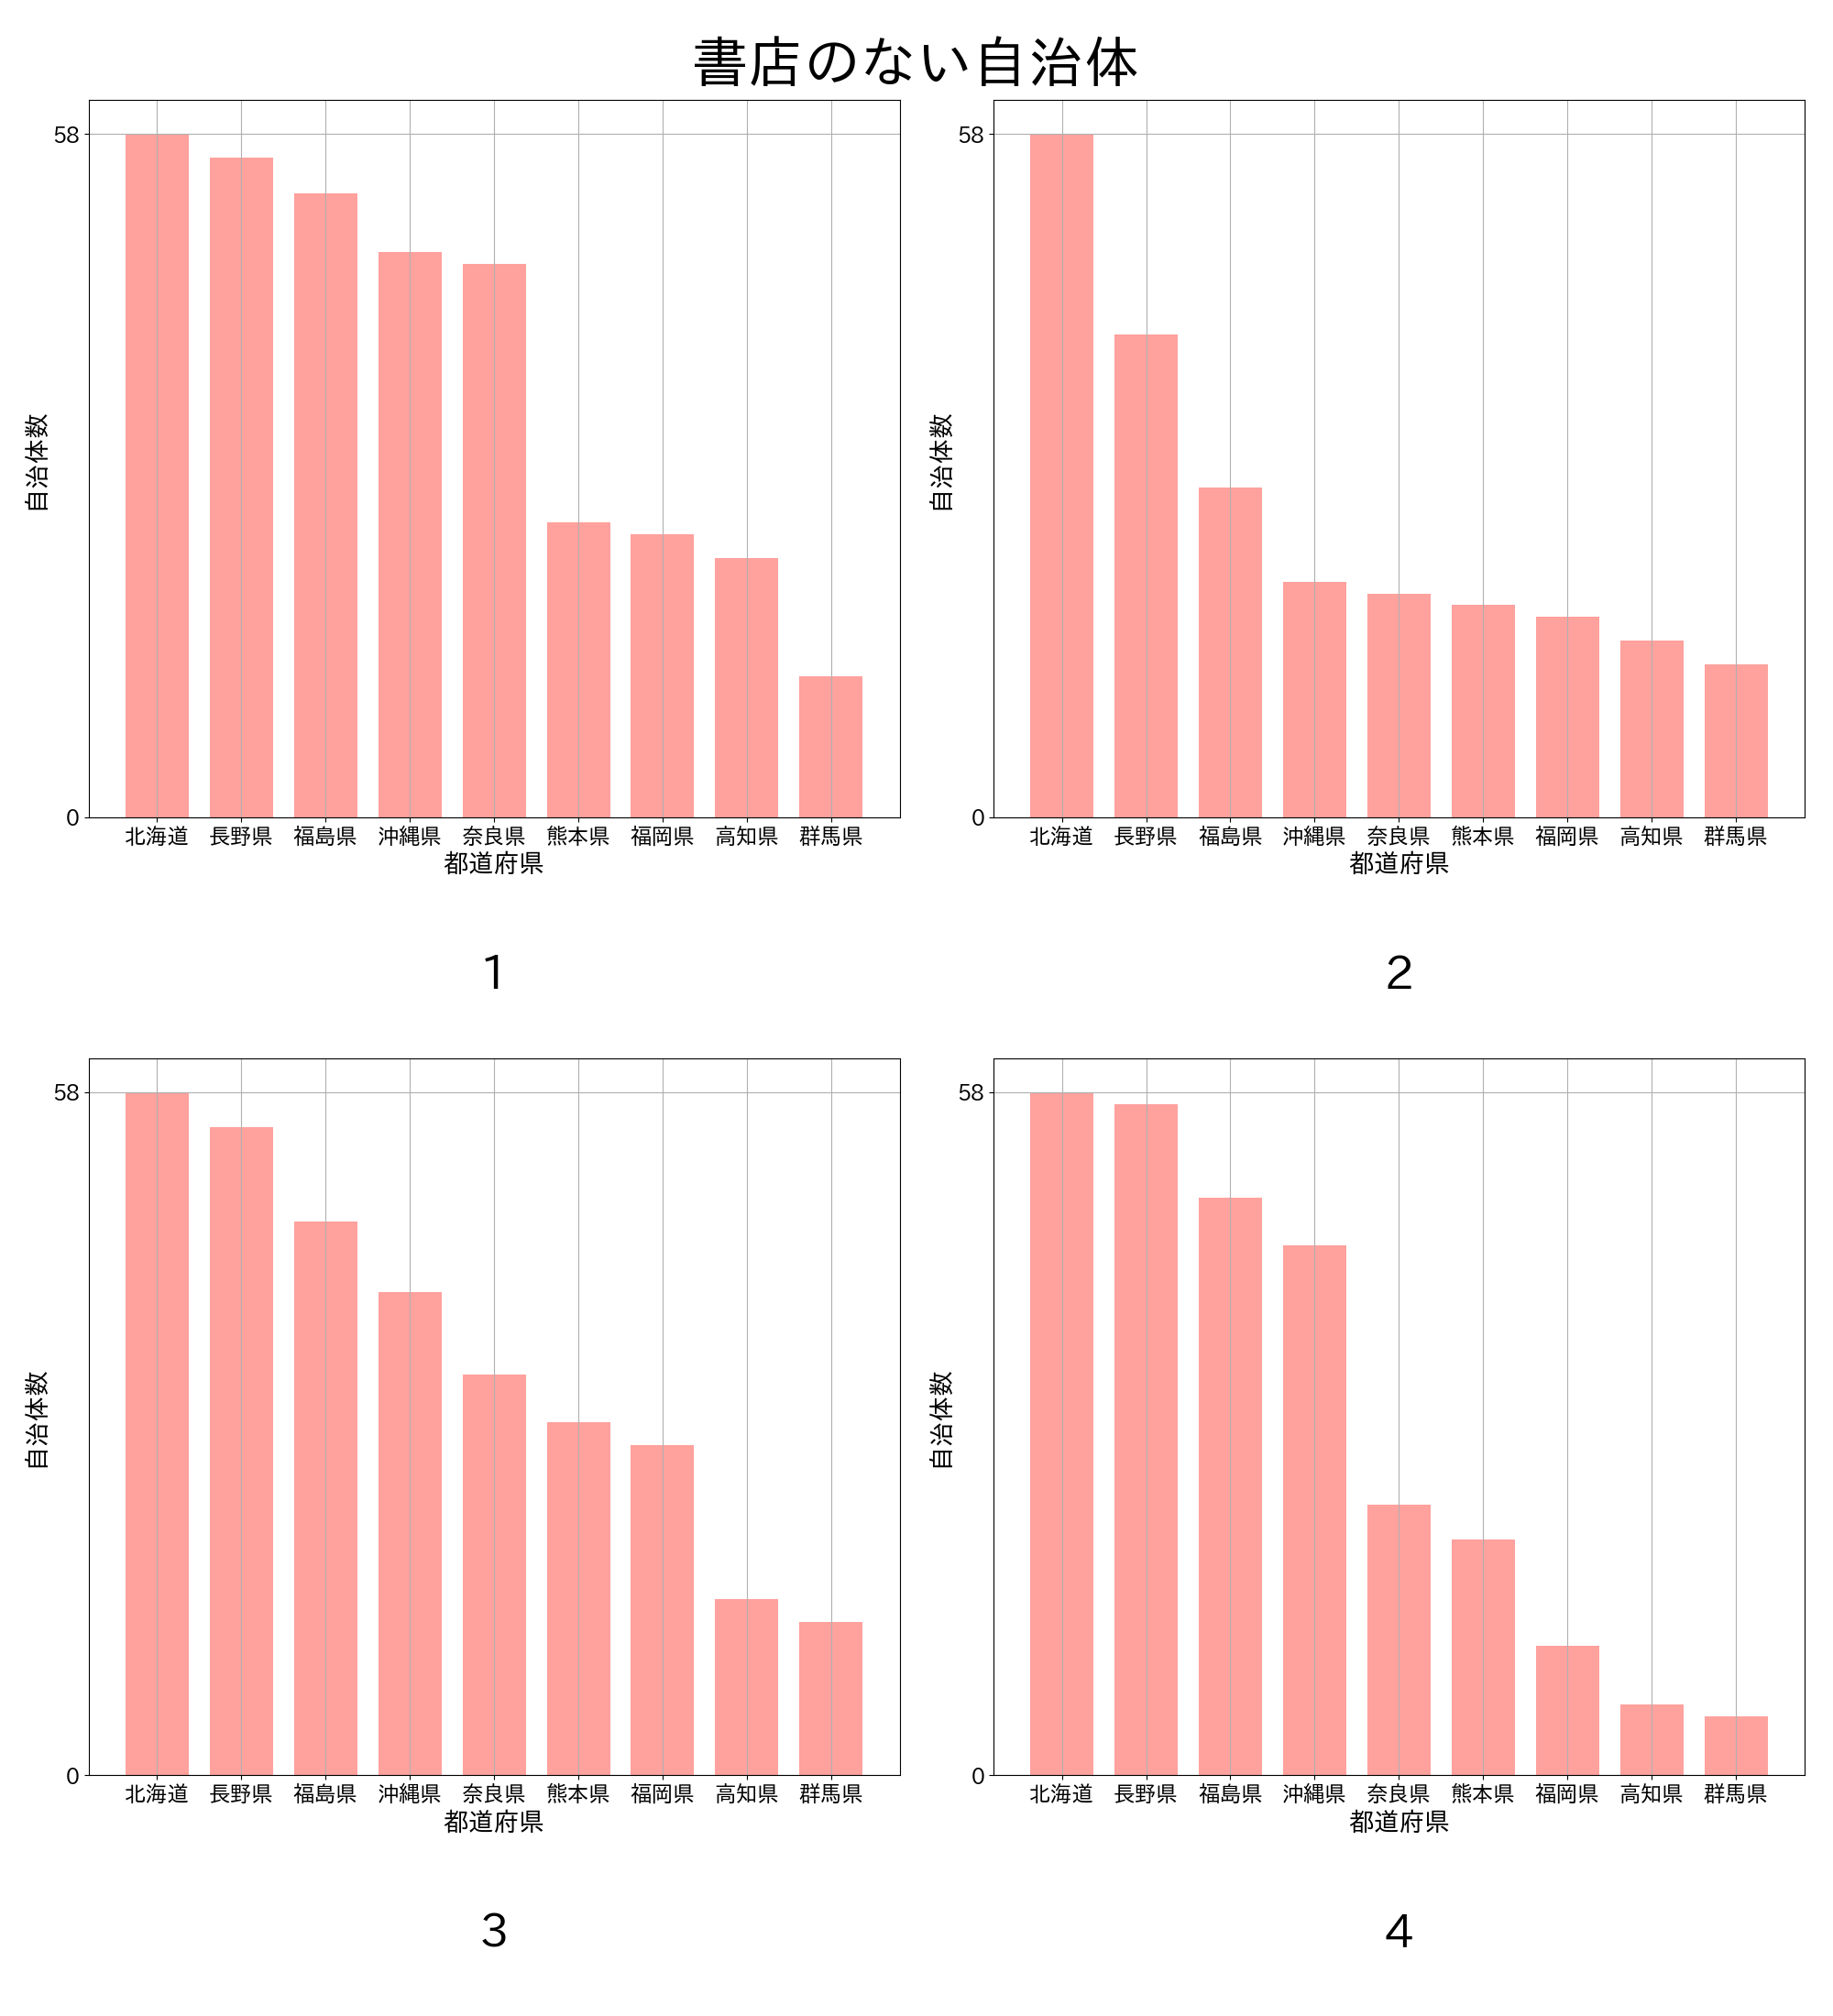 書店のない自治体
58
0
自治体数
北海道 長野県 福島県 沖縄県 奈良県 熊本県 福岡県 高知県 群馬県
都道府県
1
58
0
自治体数
北海道 長野県 福島県 沖縄県 奈良県 熊本県 福岡県 高知県 群馬県
都道府県
2
58
0
自治体数
北海道 長野県 福島県 沖縄県 奈良県 熊本県 福岡県 高知県 群馬県
都道府県
3
58
0
自治体数
北海道 長野県 福島県 沖縄県 奈良県 熊本県 福岡県 高知県 群馬県
都道府県
4